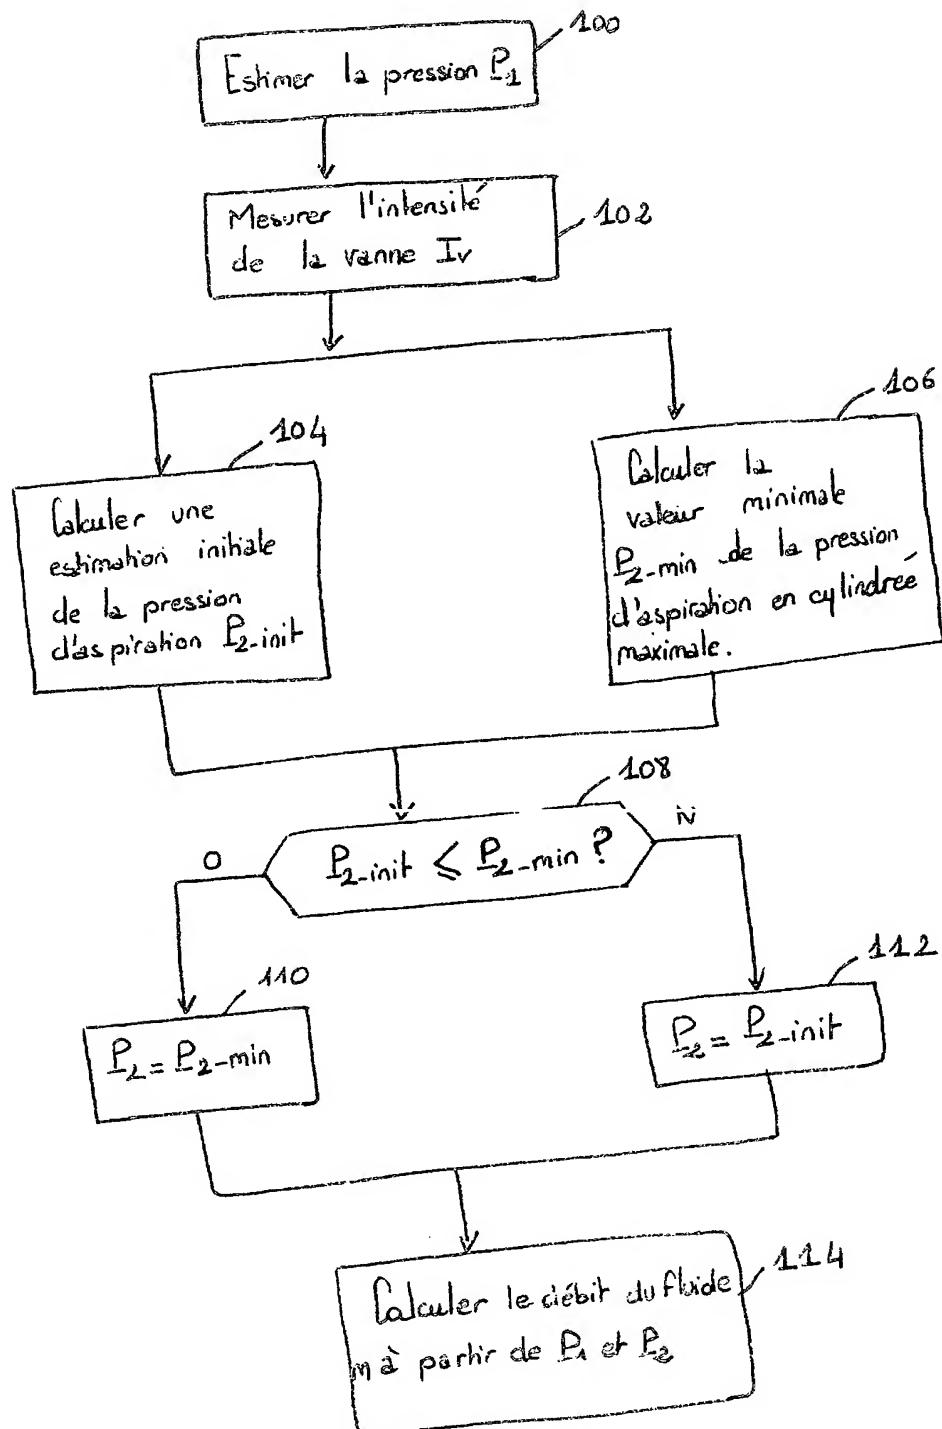 100
Estimer la pression P1
Mesurer l'intensité
de la vanne Iv
102
104
Calculer une
estimation initiale
de la pression
d'aspiration P2-init
106
Calculer la
valeur minimale
P2-min de la pression
d'aspiration en cylindreé
maximale.
108
P2-init ⩽ P2-min ?
O
N
110
P2 = P2-min
112
P2 = P2-init
114
Calculer le débit du fluide
m à partir de P1 et P2